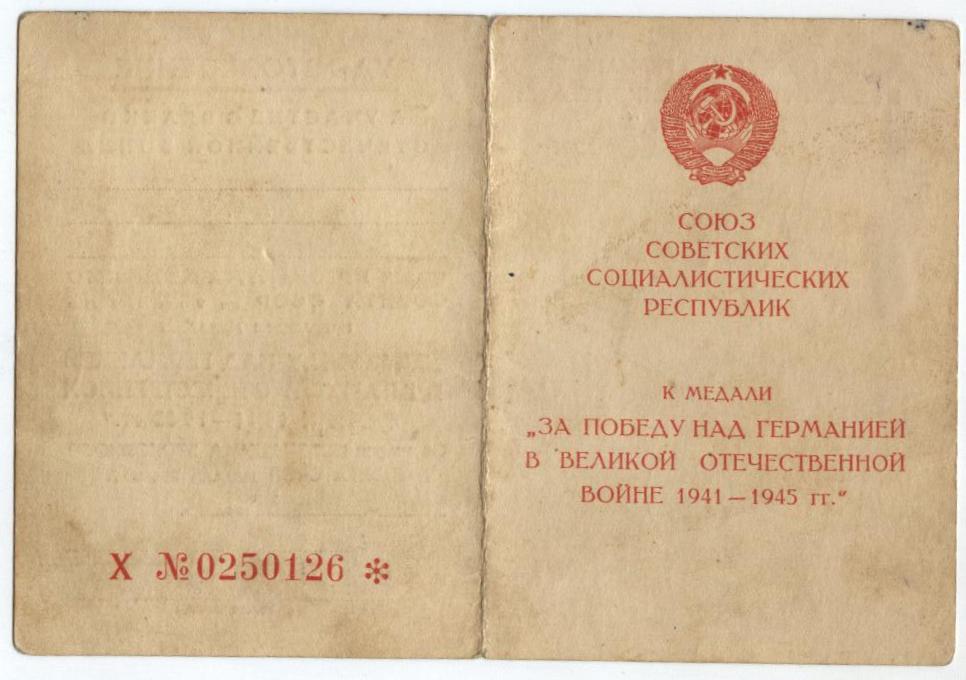 Х №0250126 *
СОЮЗ
СОВЕТСКИХ
СОЦИАЛИСТИЧЕСКИХ
РЕСПУБЛИК
К МЕДАЛИ
„ЗА ПОБЕДУ НАД ГЕРМАНИЕЙ
В ВЕЛИКОЙ ОТЕЧЕСТВЕННОЙ
ВОЙНЕ 1941—1945 гг.“